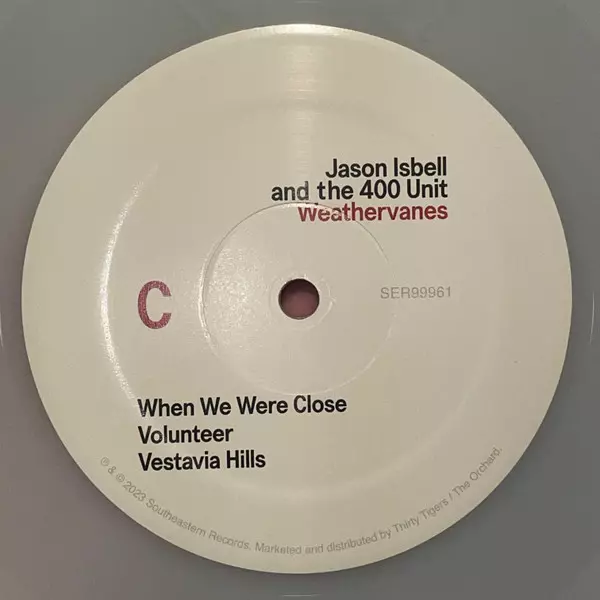 Jason Isbell
and the 400 Unit
Weathervanes
C
SER99961
When We Were Close
Volunteer
Vestavia Hills
℗ & © 2023 Southeastern Records. Marketed and distributed by Thirty Tigers / The Orchard.